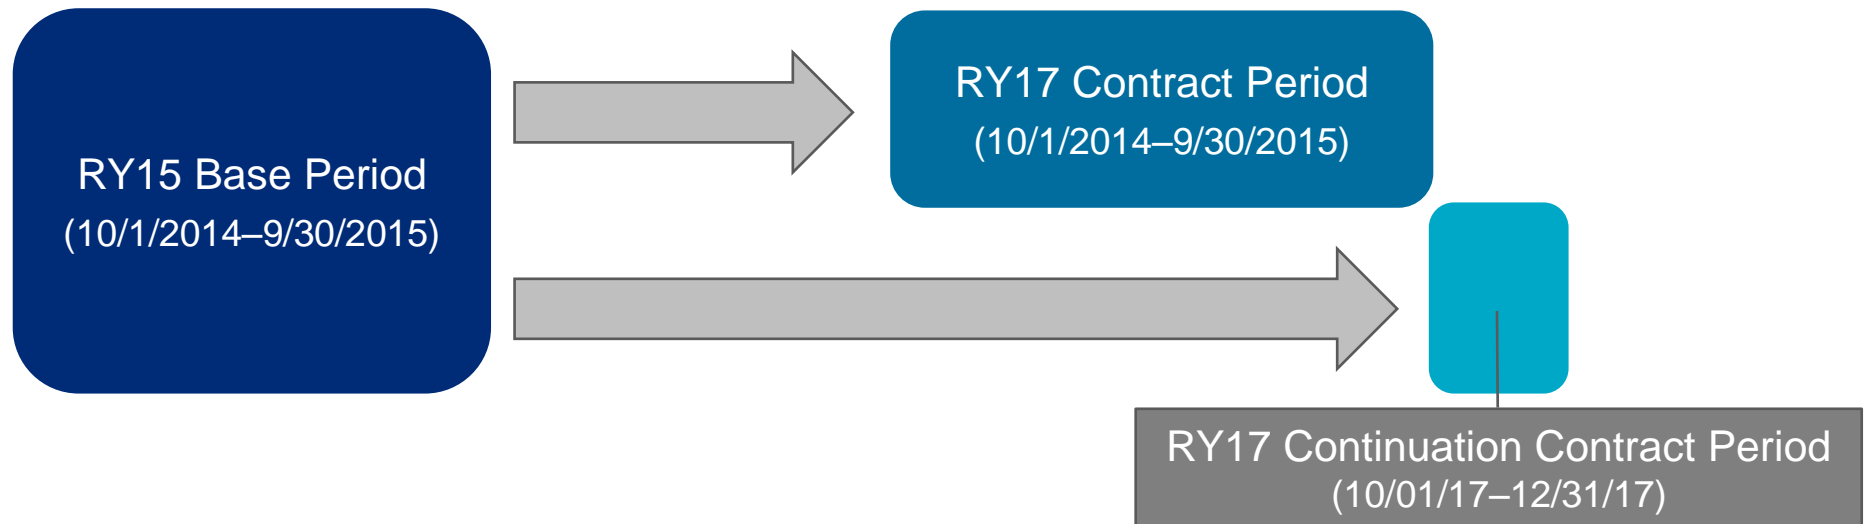 RY15 Base Period
(10/1/2014–9/30/2015)
RY17 Contract Period
(10/1/2014–9/30/2015)
RY17 Continuation Contract Period
(10/01/17–12/31/17)